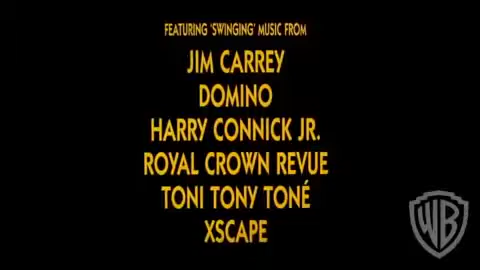 FEATURING 'SWINGING' MUSIC FROM
JIM CARREY
DOMINO
HARRY CONNICK JR.
ROYAL CROWN REVUE
TONI TONY TONÉ
XSCAPE
WB